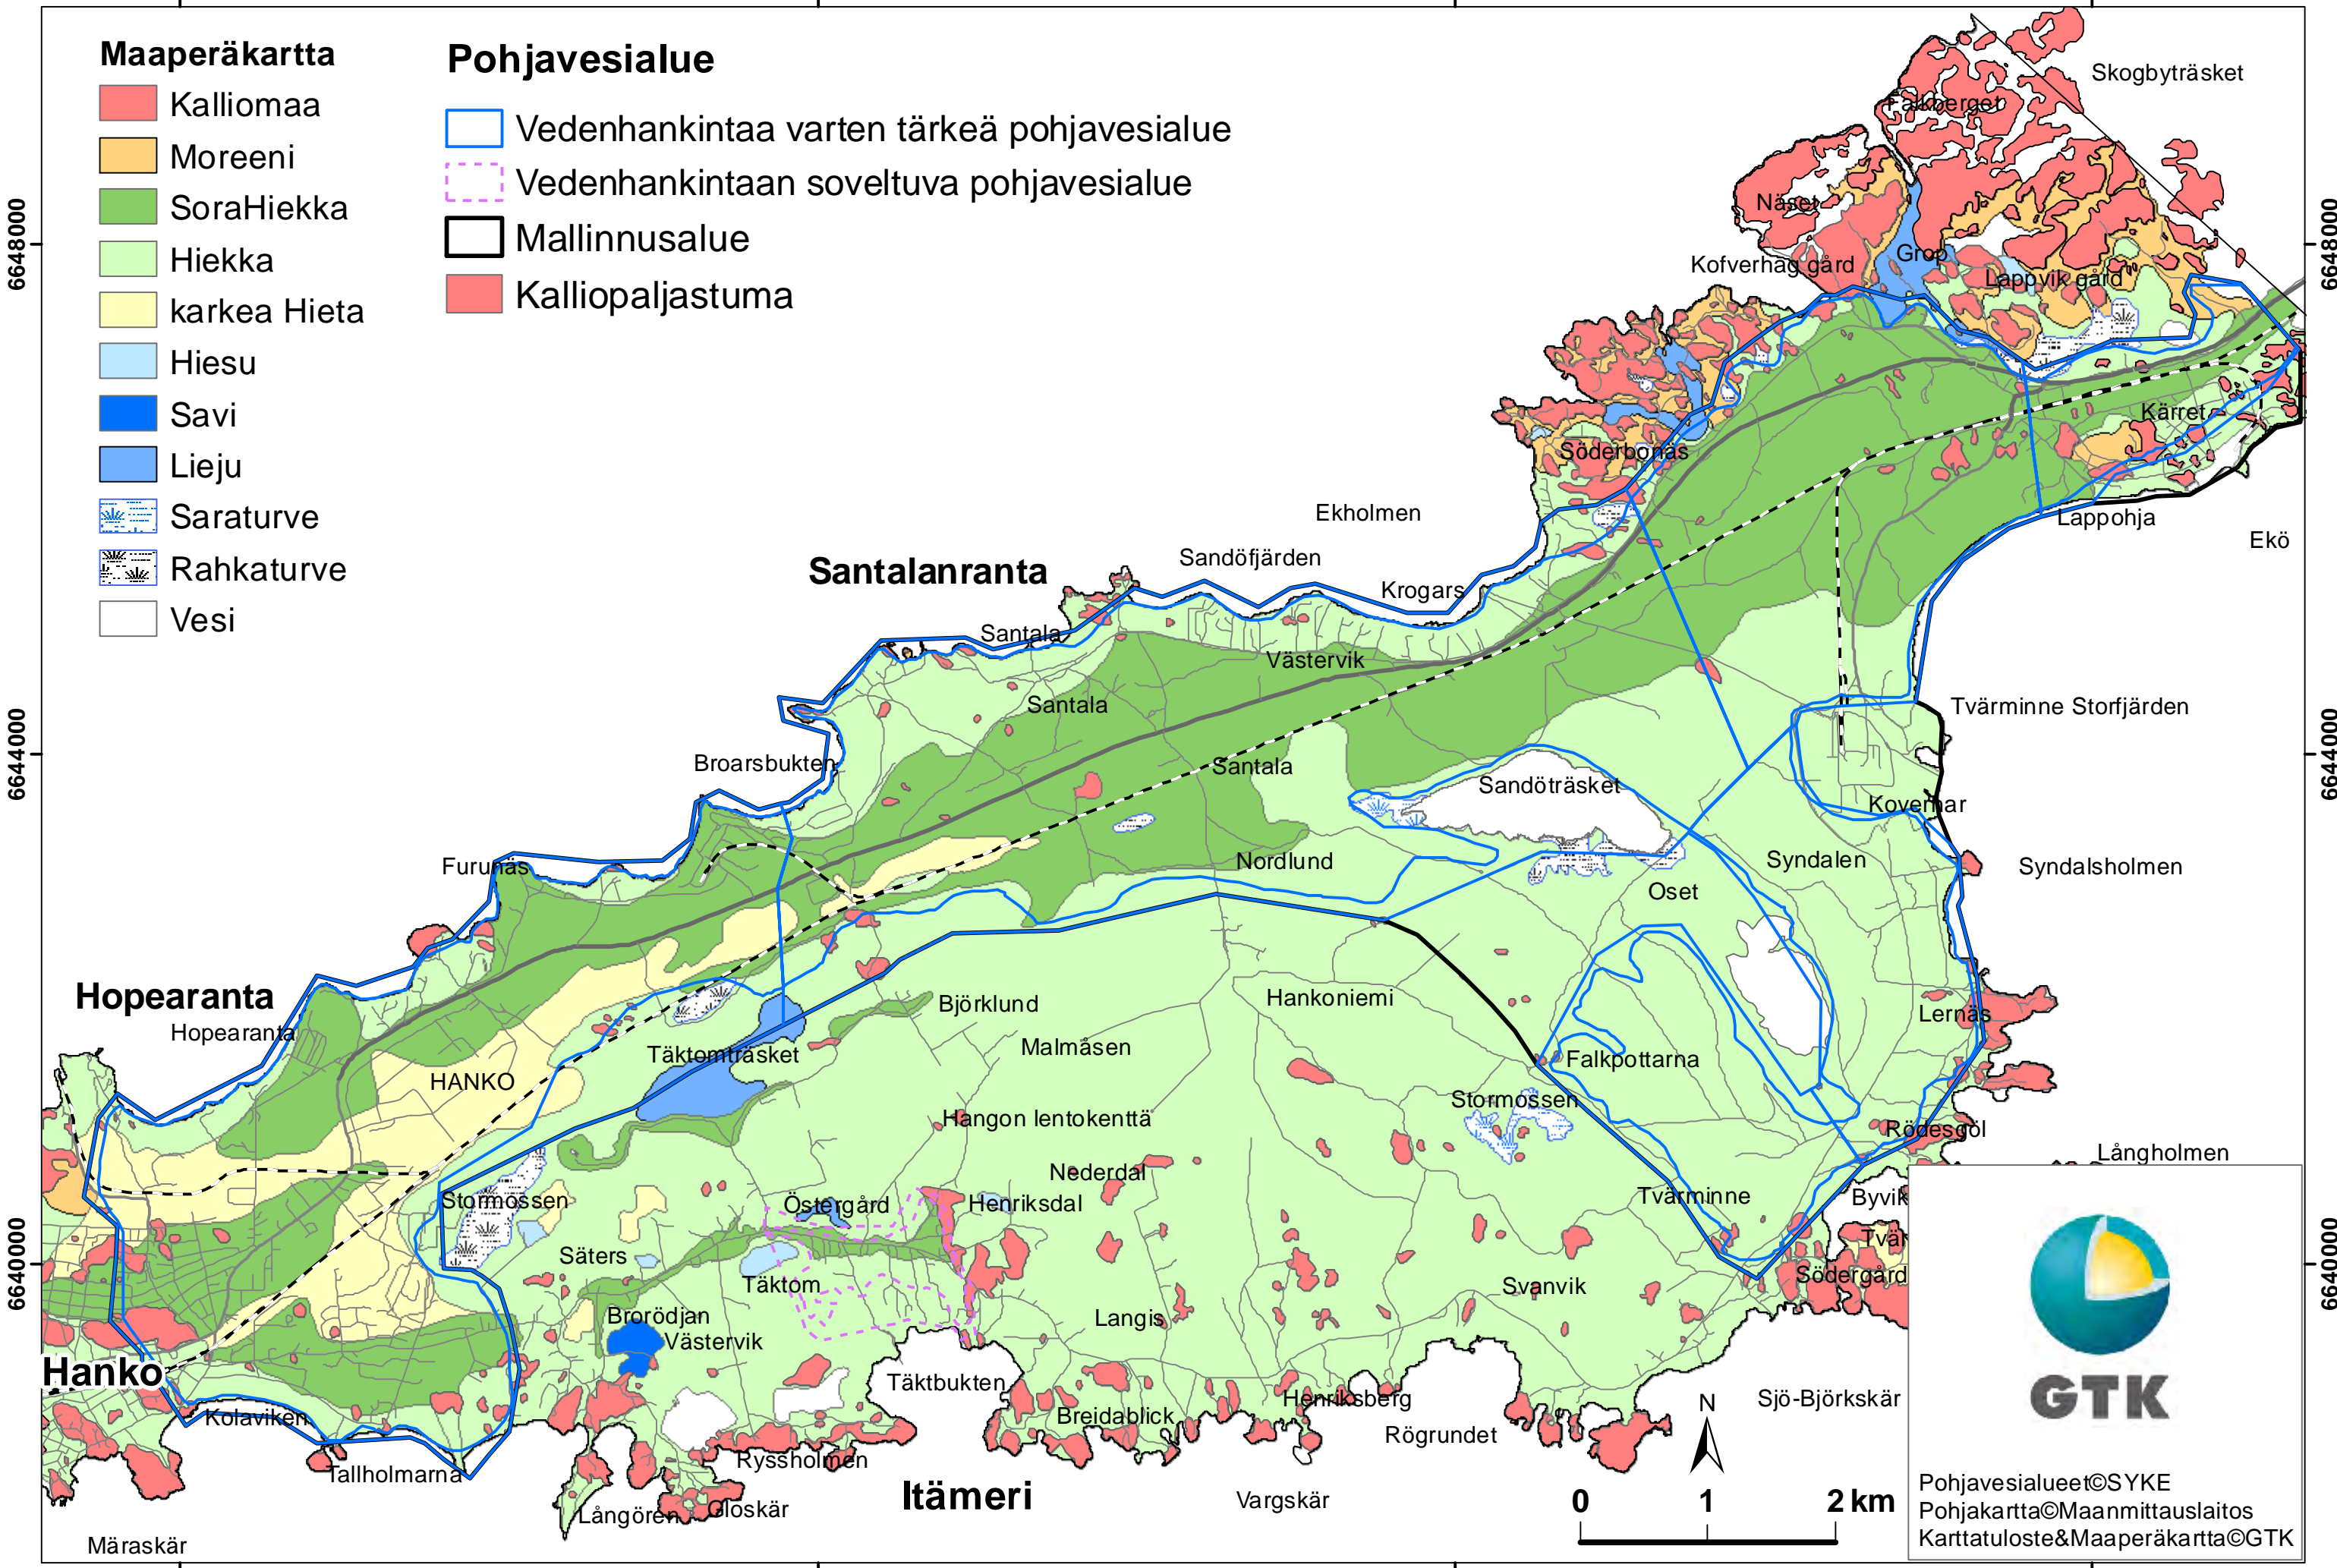 Maaperäkartta
Kalliomaa
Moreeni
SoraHiekka
Hiekka
karkea Hieta
Hiesu
Savi
Lieju
Saraturve
Rahkaturve
Vesi
Pohjavesialue
Vedenhankintaa varten tärkeä pohjavesialue
Vedenhankintaan soveltuva pohjavesialue
Mallinnusalue
Kalliopaljastuma
6648000
6648000
6644000
6644000
6640000
6640000
Skogbyträsket
Falkberget
Näset
Grop
Kofverhag gård
Lappvik gård
Kärret
Söderbonäs
Ekholmen
Lappohja
Ekö
Sandöfjärden
Santalanranta
Krogars
Santala
Västervik
Santala
Tvärminne Storfjärden
Broarsbukten
Santala
Sandöträsket
Koverhar
Furunäs
Nordlund
Syndalen
Syndalsholmen
Oset
Hopearanta
Hopearanta
Björklund
Hankoniemi
Lernäs
Malmåsen
Täktomträsket
Falkpottarna
HANKO
Stormossen
Hangon lentokenttä
Rödesgöl
Långholmen
Nederdal
Stormossen
Östergård
Henriksdal
Tvärminne
Byvik
Tvär
Säters
Täktom
Svanvik
Södergård
Brorödjan
Västervik
Langis
Hanko
Täktbukten
Henriksberg
Sjö-Björkskär
Kolaviken
Breidablick
Rögrundet
Tallholmarna
Ryssholmen
Itämeri
Vargskär
Långören
Gloskär
Märaskär
N
0 1 2 km
GTK
Pohjavesialueet©SYKE
Pohjakartta©Maanmittauslaitos
Karttatuloste&Maaperäkartta©GTK